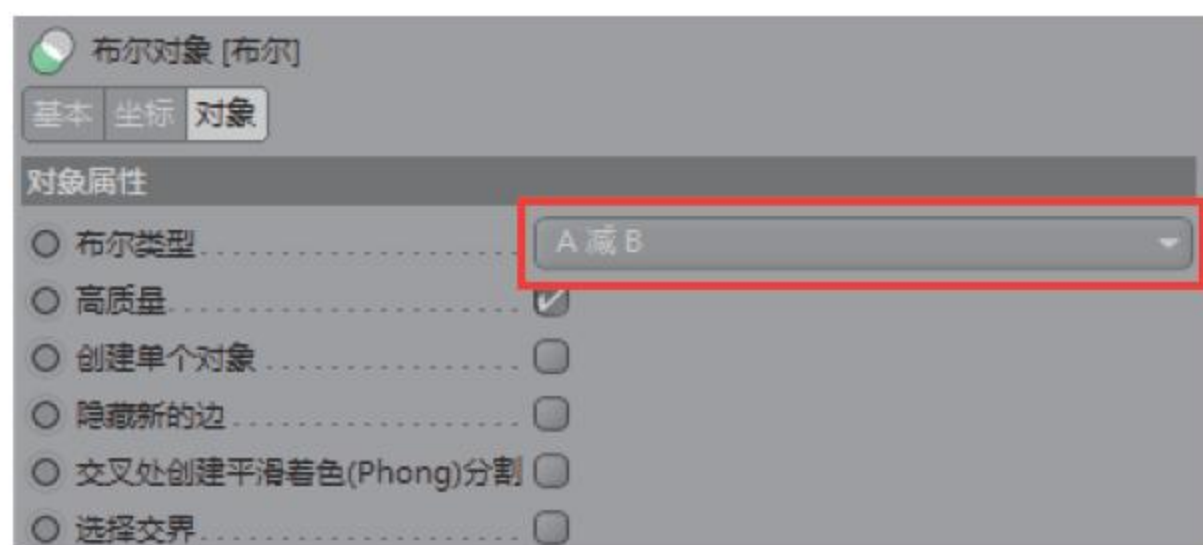 布尔对象 [布尔]
基本 坐标 对象
对象属性
布尔类型 A 减 B
高质量
创建单个对象
隐藏新的边
交叉处创建平滑着色(Phong)分割
选择交界